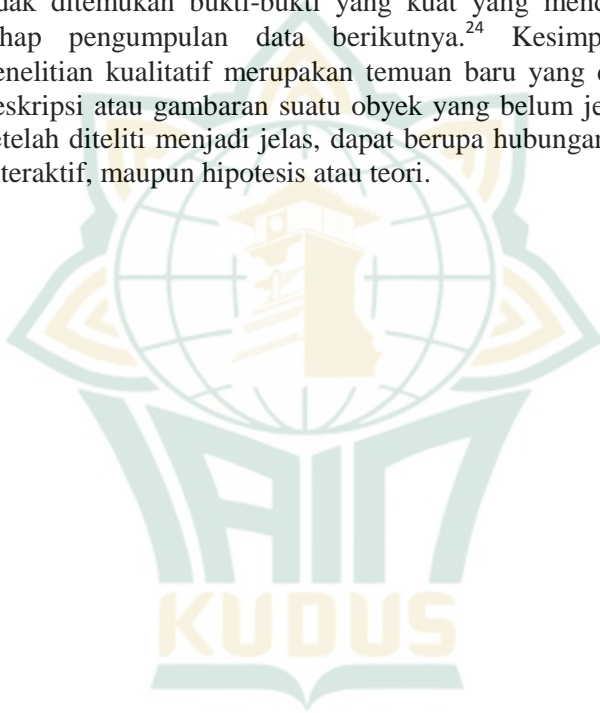 dak ditemukan bukti-bukti yang kuat yang mend
hap pengumpulan data berikutnya.24 Kesimp
enelitian kualitatif merupakan temuan baru yang
eskripsi atau gambaran suatu obyek yang belum je
etelah diteliti menjadi jelas, dapat berupa hubungan
teraktif, maupun hipotesis atau teori.
IAIN
KUDUS